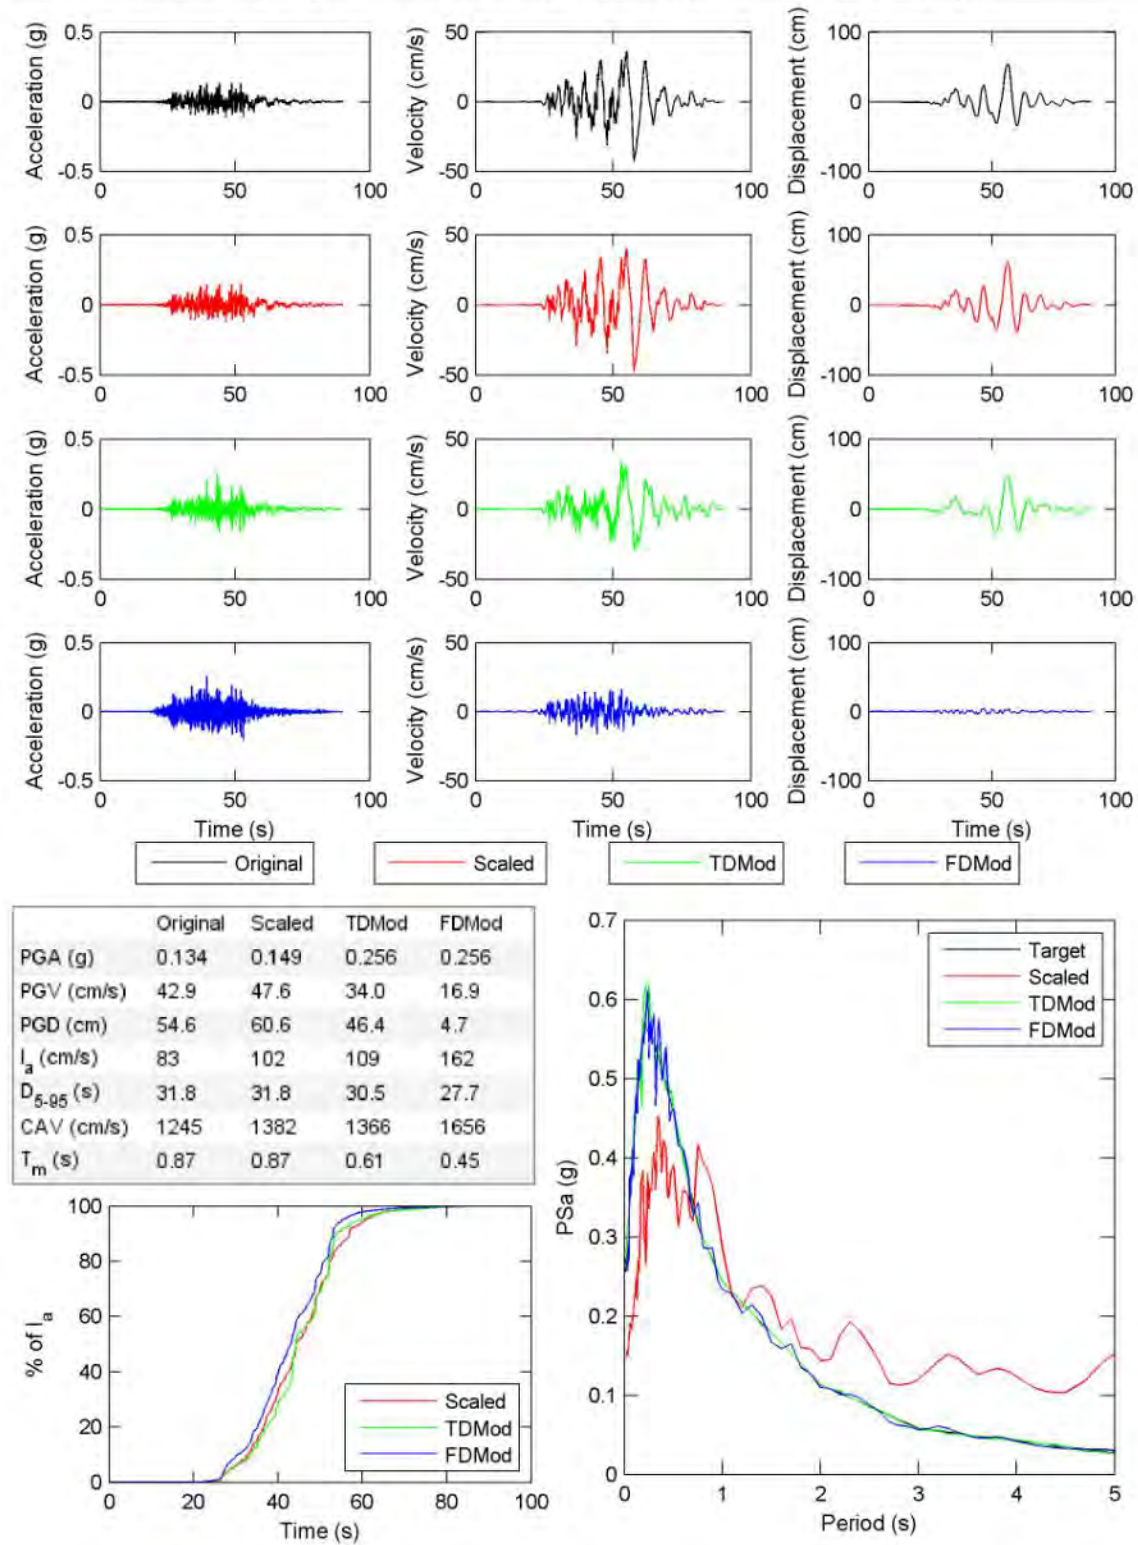 0.5
0
-0.5
0
50
100
Acceleration (g)
50
0
-50
0
50
100
Velocity (cm/s)
100
0
-100
0
50
100
Displacement (cm)
0.5
0
-0.5
0
50
100
Acceleration (g)
50
0
-50
0
50
100
Velocity (cm/s)
100
0
-100
0
50
100
Displacement (cm)
0.5
0
-0.5
0
50
100
Acceleration (g)
50
0
-50
0
50
100
Velocity (cm/s)
100
0
-100
0
50
100
Displacement (cm)
0.5
0
-0.5
0
50
100
Acceleration (g)
Time (s)
50
0
-50
0
50
100
Velocity (cm/s)
Time (s)
100
0
-100
0
50
100
Displacement (cm)
Time (s)
Original
Scaled
TDMod
FDMod
Original Scaled TDMod FDMod
PGA (g) 0.134 0.149 0.256 0.256
PGV (cm/s) 42.9 47.6 34.0 16.9
PGD (cm) 54.6 60.6 46.4 4.7
Ia (cm/s) 83 102 109 162
D5-95 (s) 31.8 31.8 30.5 27.7
CAV (cm/s) 1245 1382 1366 1656
Tm (s) 0.87 0.87 0.61 0.45
100
80
60
40
20
0
0 20 40 60 80 100
% of Ia
Time (s)
Scaled
TDMod
FDMod
0.7
0.6
0.5
0.4
0.3
0.2
0.1
0
0 1 2 3 4 5
PSa (g)
Period (s)
Target
Scaled
TDMod
FDMod